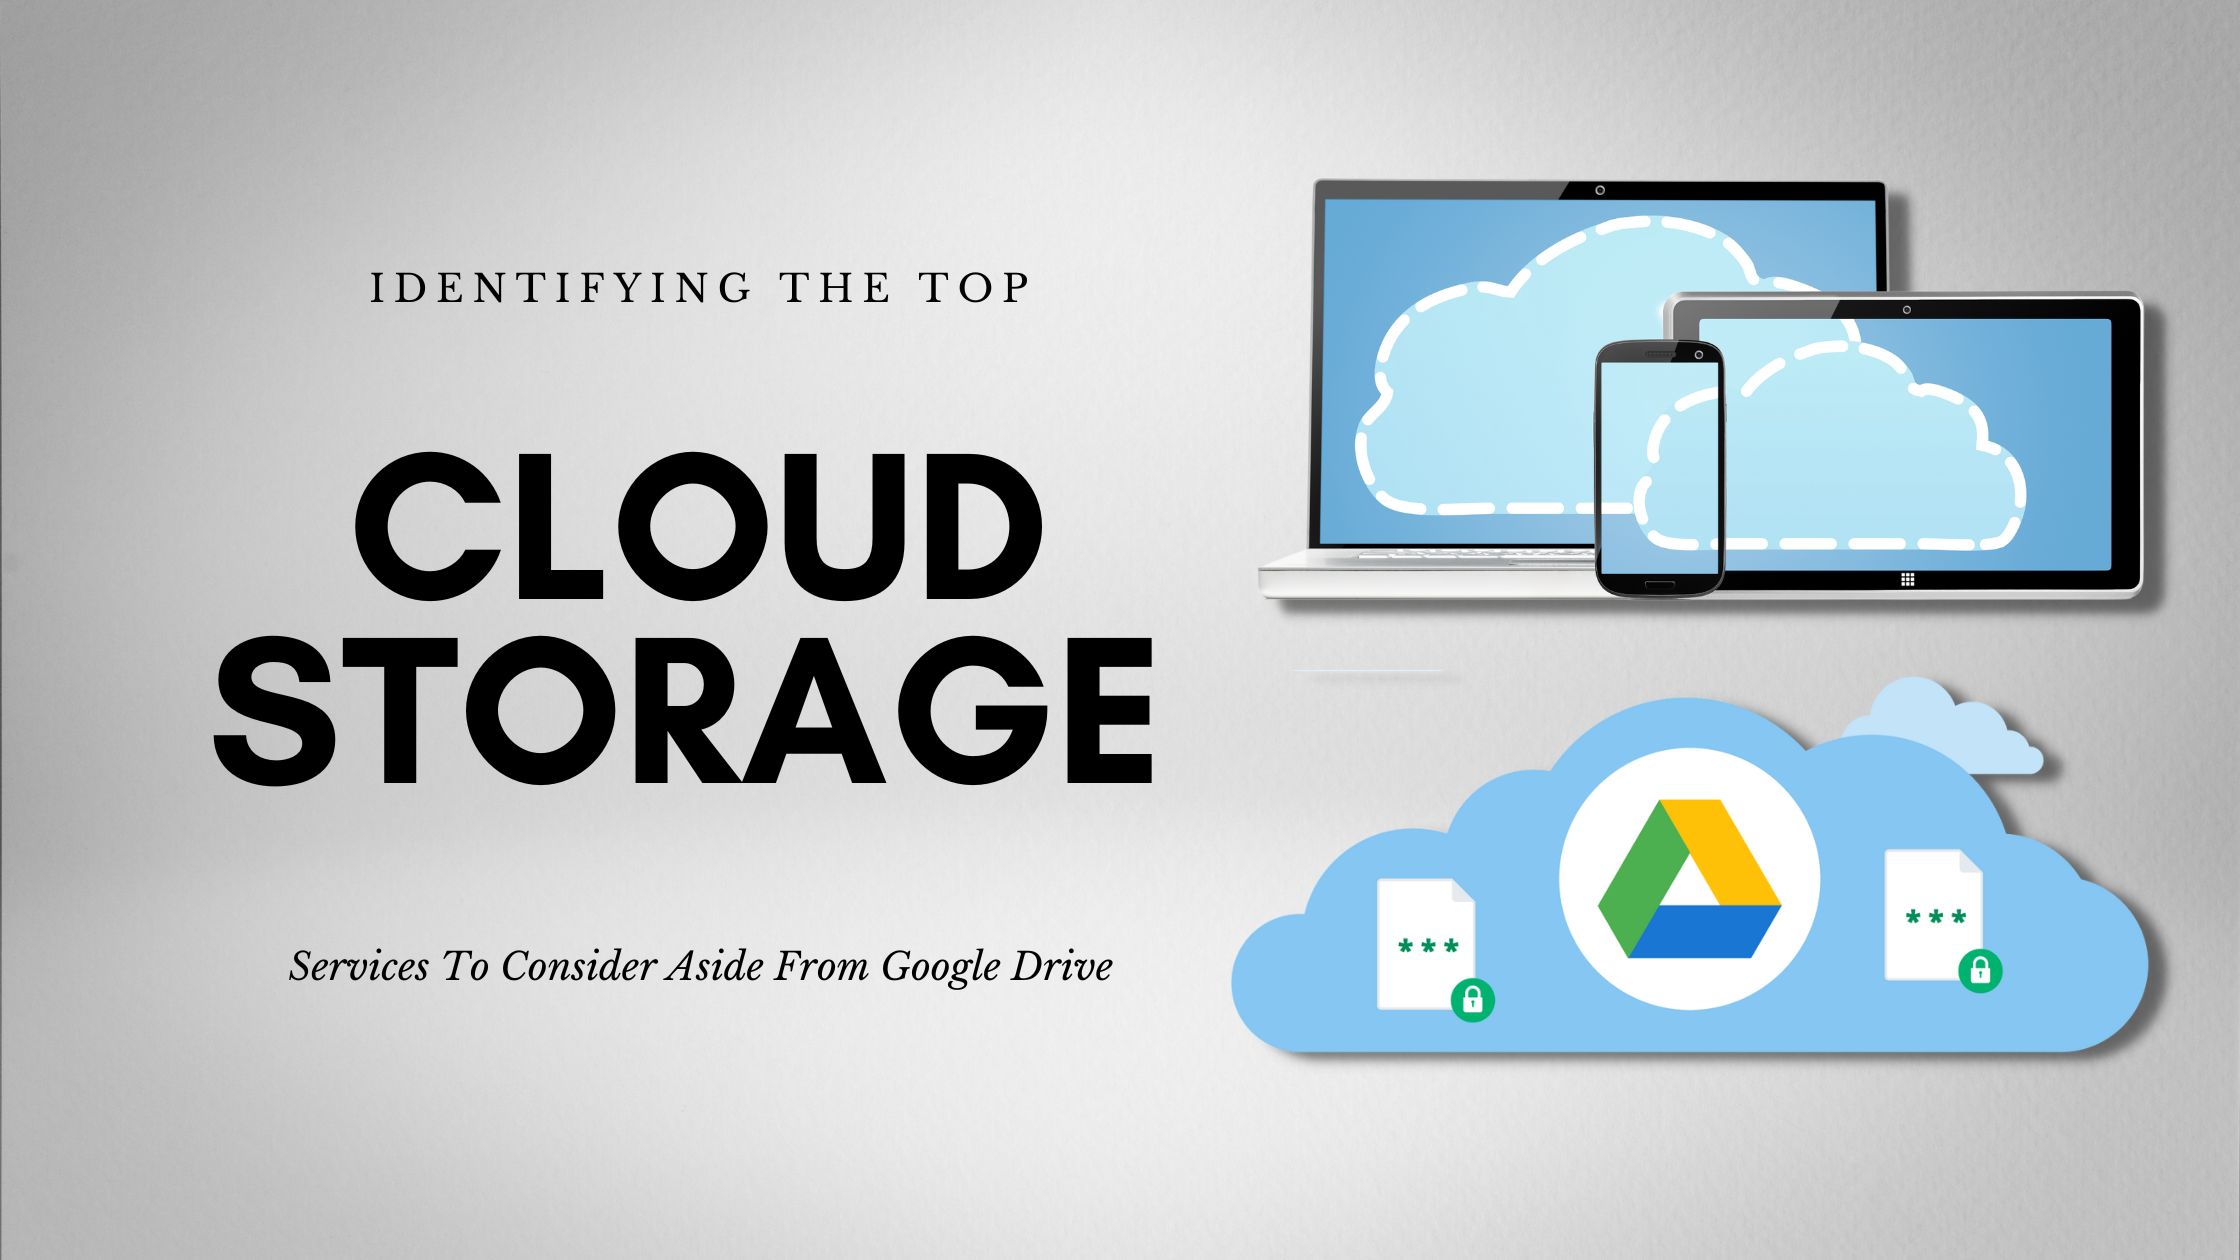 IDENTIFYING THE TOP
CLOUD
STORAGE
Services To Consider Aside From Google Drive
***
***